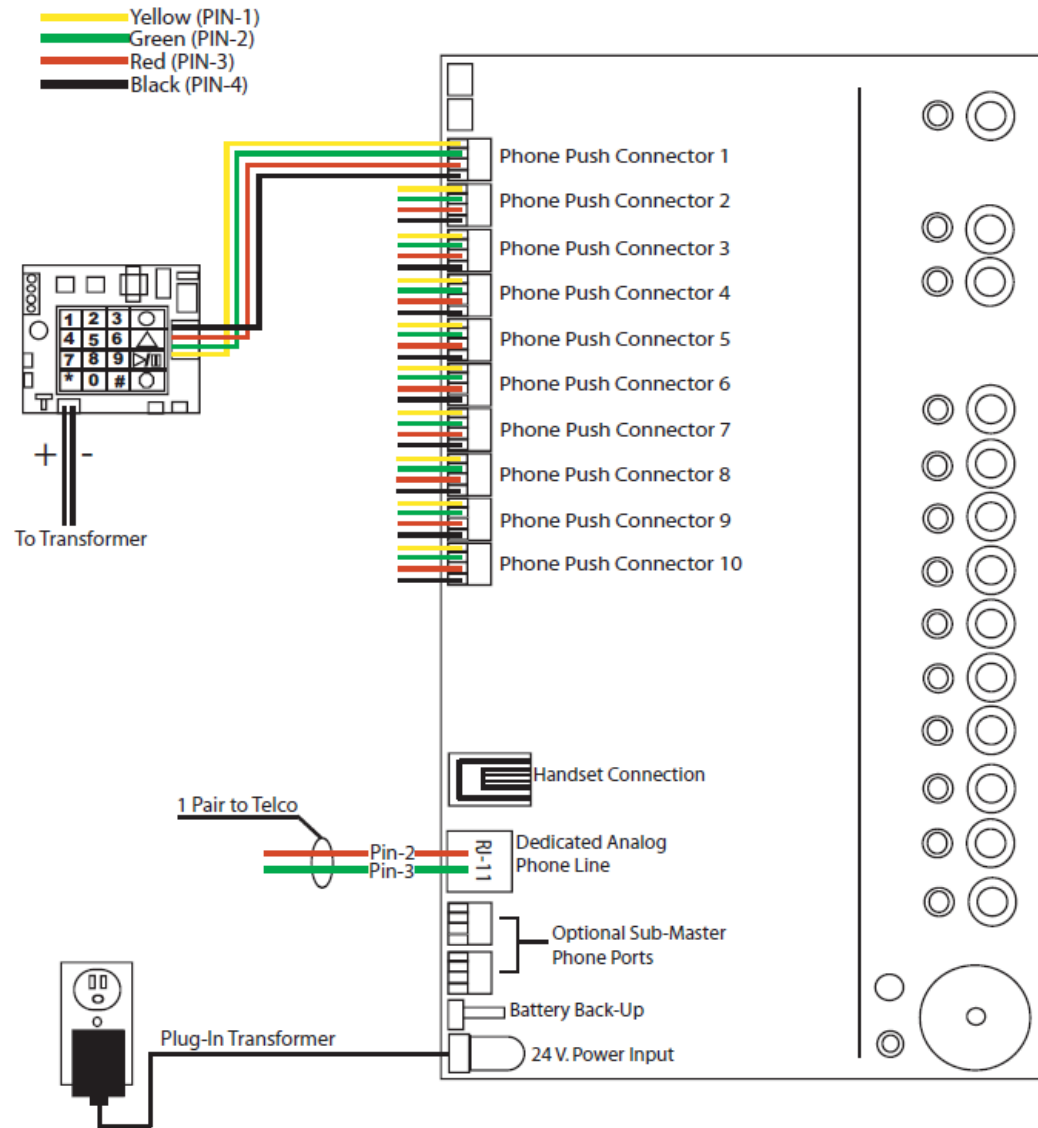 Yellow (PIN-1)
Green (PIN-2)
Red (PIN-3)
Black (PIN-4)
Phone Push Connector 1
Phone Push Connector 2
Phone Push Connector 3
Phone Push Connector 4
Phone Push Connector 5
Phone Push Connector 6
Phone Push Connector 7
Phone Push Connector 8
Phone Push Connector 9
Phone Push Connector 10
1 2 3
4 5 6
7 8 9
* 0 #
+ -
To Transformer
Handset Connection
1 Pair to Telco
Pin-2
Pin-3
RJ-11
Dedicated Analog
Phone Line
Optional Sub-Master
Phone Ports
Battery Back-Up
Plug-In Transformer
24 V. Power Input